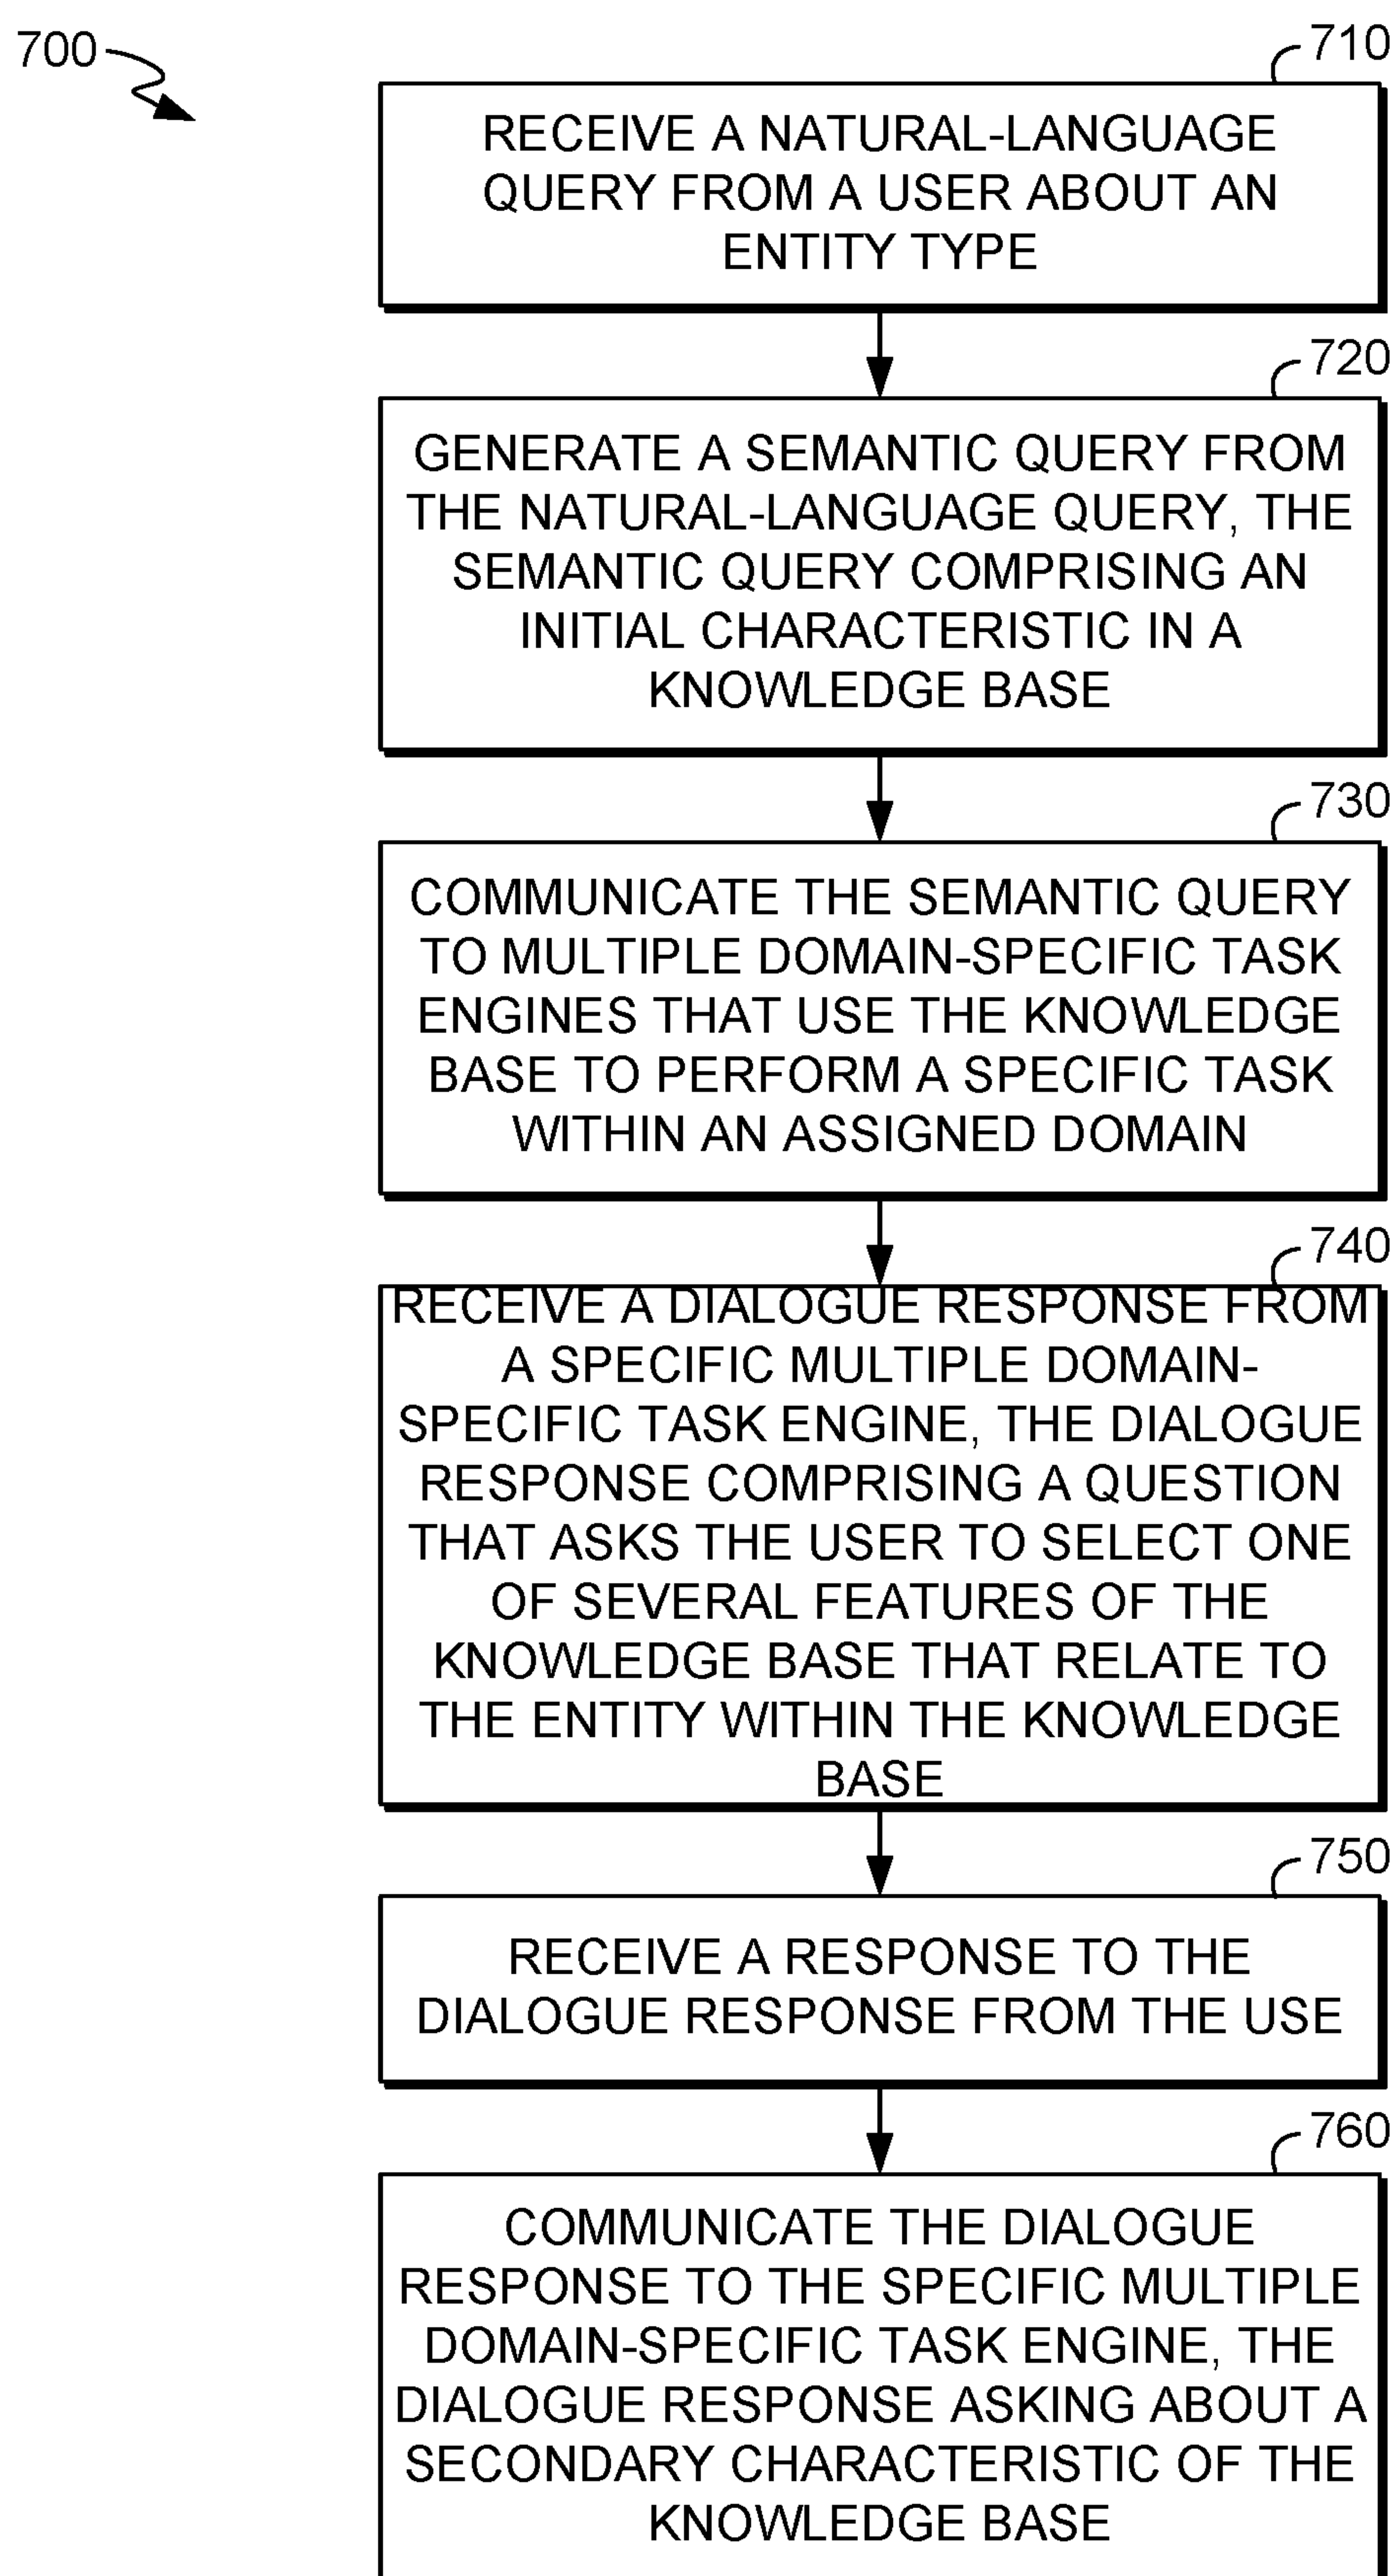 700
710
RECEIVE A NATURAL-LANGUAGE
QUERY FROM A USER ABOUT AN
ENTITY TYPE
720
GENERATE A SEMANTIC QUERY FROM
THE NATURAL-LANGUAGE QUERY, THE
SEMANTIC QUERY COMPRISING AN
INITIAL CHARACTERISTIC IN A
KNOWLEDGE BASE
730
COMMUNICATE THE SEMANTIC QUERY
TO MULTIPLE DOMAIN-SPECIFIC TASK
ENGINES THAT USE THE KNOWLEDGE
BASE TO PERFORM A SPECIFIC TASK
WITHIN AN ASSIGNED DOMAIN
740
RECEIVE A DIALOGUE RESPONSE FROM
A SPECIFIC MULTIPLE DOMAIN-
SPECIFIC TASK ENGINE, THE DIALOGUE
RESPONSE COMPRISING A QUESTION
THAT ASKS THE USER TO SELECT ONE
OF SEVERAL FEATURES OF THE
KNOWLEDGE BASE THAT RELATE TO
THE ENTITY WITHIN THE KNOWLEDGE
BASE
750
RECEIVE A RESPONSE TO THE
DIALOGUE RESPONSE FROM THE USE
760
COMMUNICATE THE DIALOGUE
RESPONSE TO THE SPECIFIC MULTIPLE
DOMAIN-SPECIFIC TASK ENGINE, THE
DIALOGUE RESPONSE ASKING ABOUT A
SECONDARY CHARACTERISTIC OF THE
KNOWLEDGE BASE